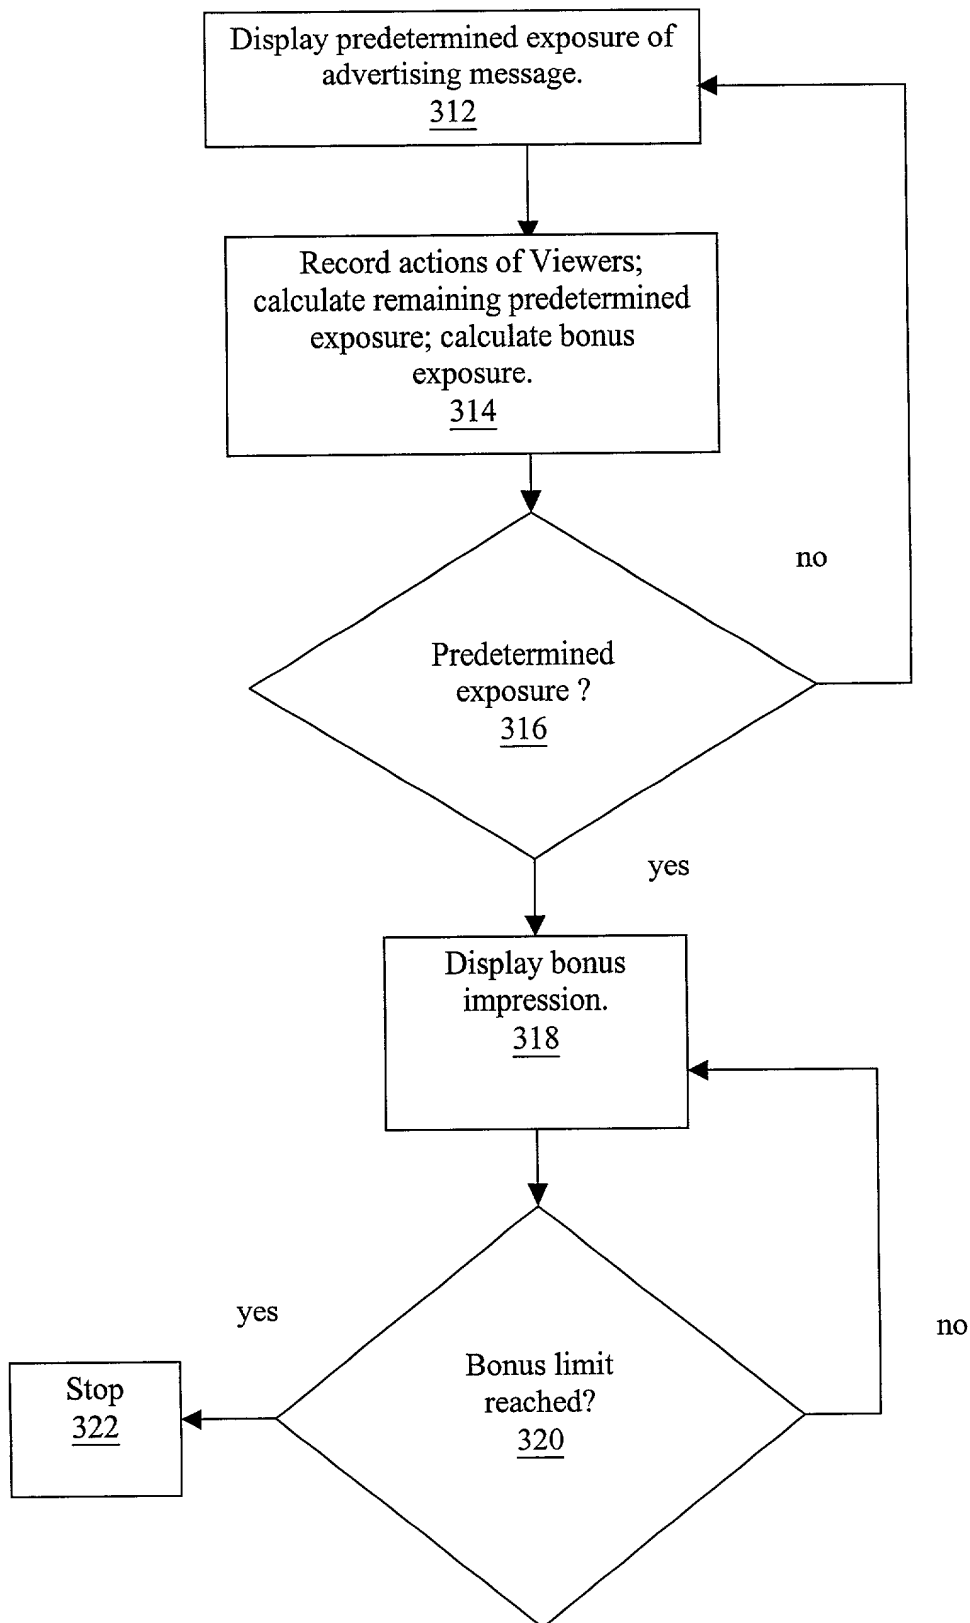 Display predetermined exposure of
advertising message.
312
Record actions of Viewers;
calculate remaining predetermined
exposure; calculate bonus
exposure.
314
no
Predetermined
exposure ?
316
yes
Display bonus
impression.
318
yes
no
Bonus limit
reached?
320
Stop
322